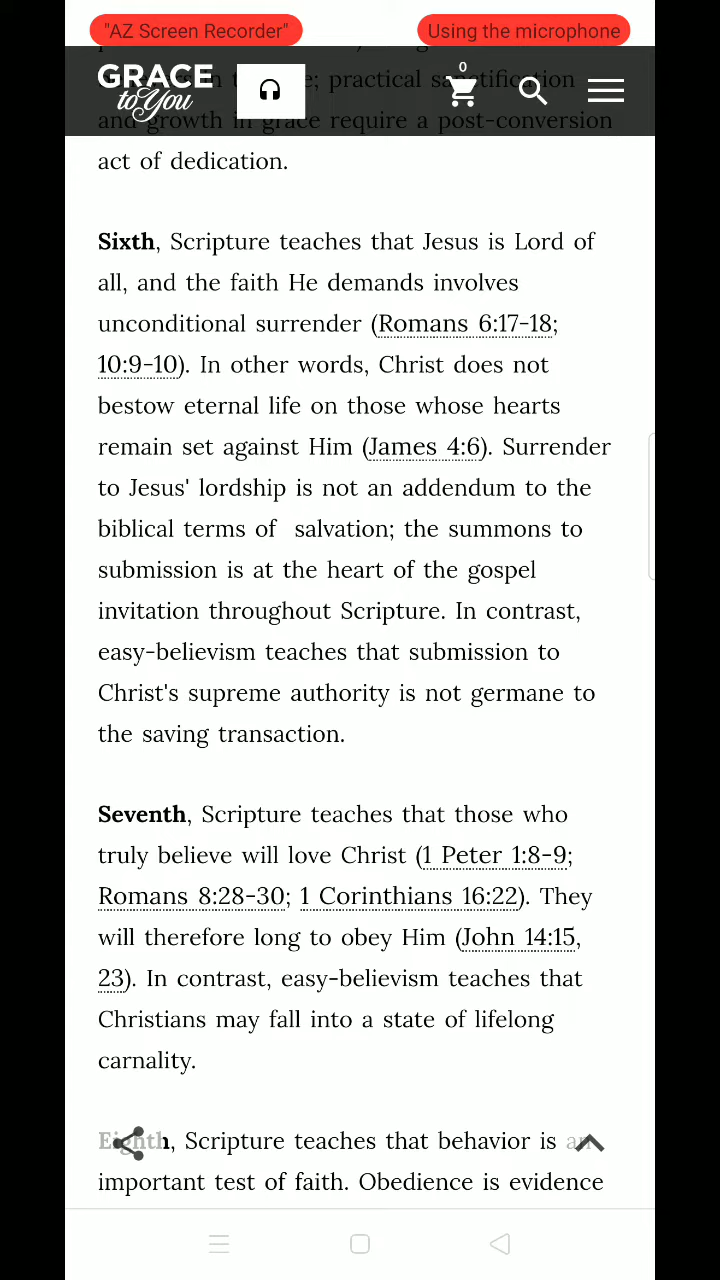 "AZ Screen Recorder" Using the microphone
GRACE
to You
0
practical sanctification
and growth in grace require a post-conversion
act of dedication.
Sixth, Scripture teaches that Jesus is Lord of
all, and the faith He demands involves
unconditional surrender (Romans 6:17-18;
10:9-10). In other words, Christ does not
bestow eternal life on those whose hearts
remain set against Him (James 4:6). Surrender
to Jesus' lordship is not an addendum to the
biblical terms of  salvation; the summons to
submission is at the heart of the gospel
invitation throughout Scripture. In contrast,
easy-believism teaches that submission to
Christ's supreme authority is not germane to
the saving transaction.
Seventh, Scripture teaches that those who
truly believe will love Christ (1 Peter 1:8-9;
Romans 8:28-30; 1 Corinthians 16:22). They
will therefore long to obey Him (John 14:15,
23). In contrast, easy-believism teaches that
Christians may fall into a state of lifelong
carnality.
Eighth, Scripture teaches that behavior is an
important test of faith. Obedience is evidence